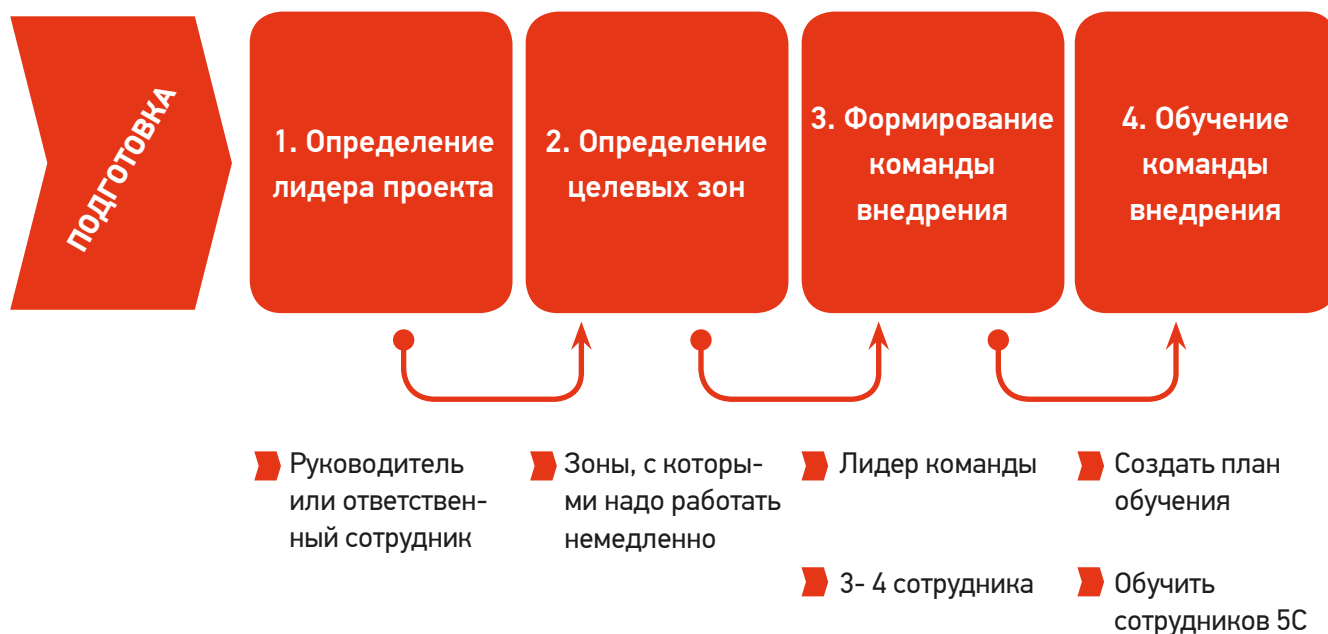 ПОДГОТОВКА
1. Определение
лидера проекта
2. Определение
целевых зон
3. Формирование
команды
внедрения
4. Обучение
команды
внедрения
Руководитель
или ответствен-
ный сотрудник
Зоны, с которы-
ми надо работать
немедленно
Лидер команды
3- 4 сотрудника
Создать план
обучения
Обучить
сотрудников 5С